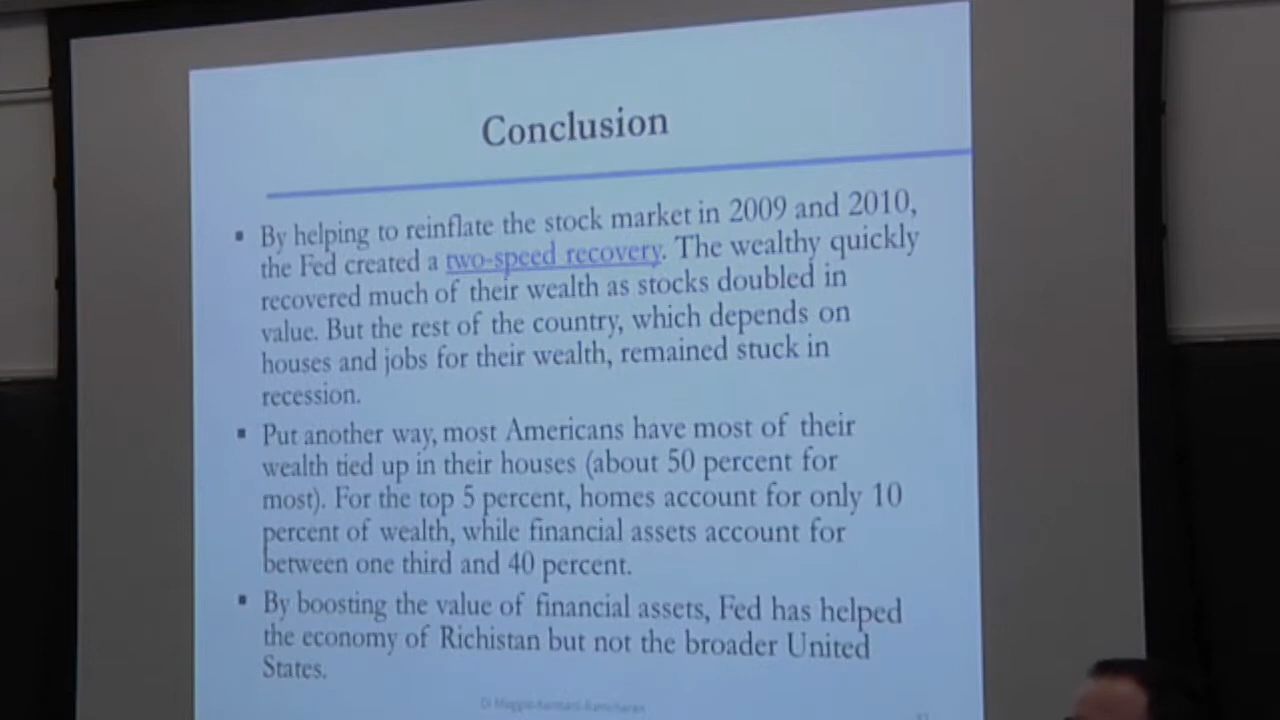 Conclusion
▪ By helping to reinflate the stock market in 2009 and 2010,
the Fed created a two-speed recovery. The wealthy quickly
recovered much of their wealth as stocks doubled in
value. But the rest of the country, which depends on
houses and jobs for their wealth, remained stuck in
recession.
▪ Put another way, most Americans have most of their
wealth tied up in their houses (about 50 percent for
most). For the top 5 percent, homes account for only 10
percent of wealth, while financial assets account for
between one third and 40 percent.
▪ By boosting the value of financial assets, Fed has helped
the economy of Richistan but not the broader United
States.
Di Maggio